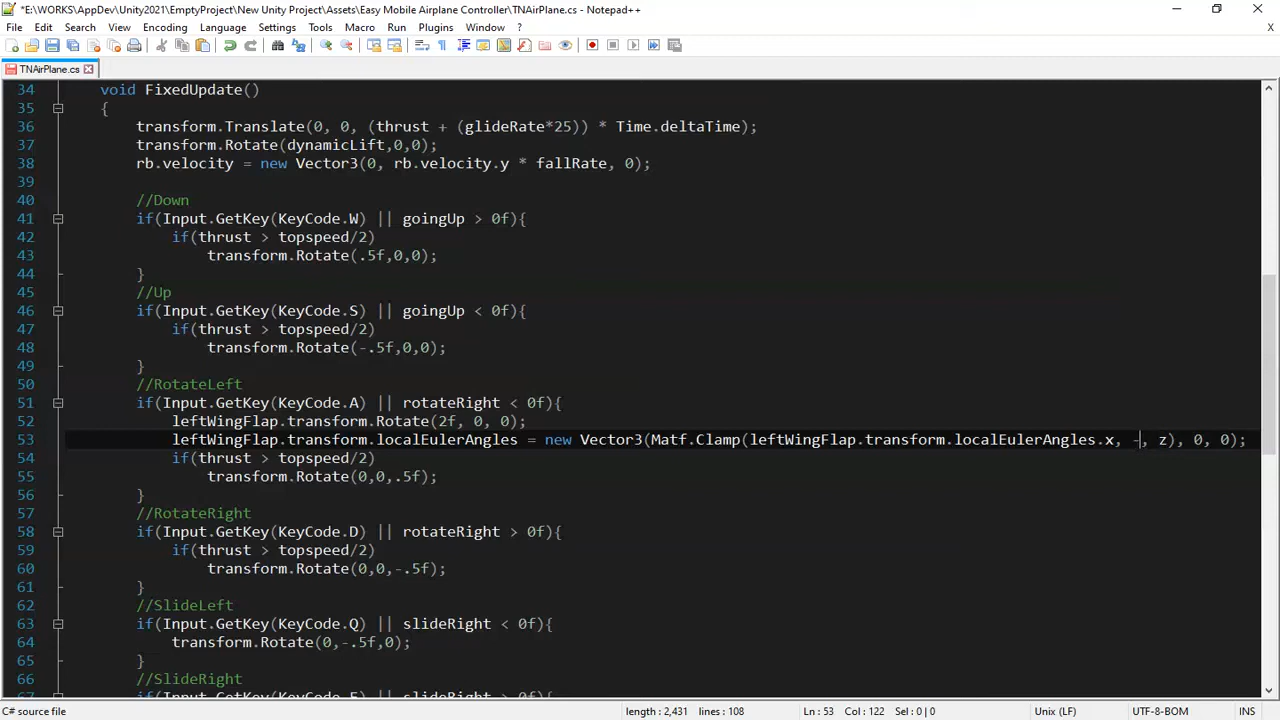 *E:\WORKS\AppDev\Unity2021\EmptyProject\New Unity Project\Assets\Easy Mobile Airplane Controller\TNAirPlane.cs - Notepad++
File Edit Search View Encoding Language Settings Tools Macro Run Plugins Window ? X
TNAirPlane.cs
34 void FixedUpdate()
35 {
36 transform.Translate(0, 0, (thrust + (glideRate*25)) * Time.deltaTime);
37 transform.Rotate(dynamicLift,0,0);
38 rb.velocity = new Vector3(0, rb.velocity.y * fallRate, 0);
39
40 //Down
41 if(Input.GetKey(KeyCode.W) || goingUp > 0f){
42 if(thrust > topspeed/2)
43 transform.Rotate(.5f,0,0);
44 }
45 //Up
46 if(Input.GetKey(KeyCode.S) || goingUp < 0f){
47 if(thrust > topspeed/2)
48 transform.Rotate(-.5f,0,0);
49 }
50 //RotateLeft
51 if(Input.GetKey(KeyCode.A) || rotateRight < 0f){
52 leftWingFlap.transform.Rotate(2f, 0, 0);
53 leftWingFlap.transform.localEulerAngles = new Vector3(Matf.Clamp(leftWingFlap.transform.localEulerAngles.x, -, z), 0, 0);
54 if(thrust > topspeed/2)
55 transform.Rotate(0,0,.5f);
56 }
57 //RotateRight
58 if(Input.GetKey(KeyCode.D) || rotateRight > 0f){
59 if(thrust > topspeed/2)
60 transform.Rotate(0,0,-.5f);
61 }
62 //SlideLeft
63 if(Input.GetKey(KeyCode.Q) || slideRight < 0f){
64 transform.Rotate(0,-.5f,0);
65 }
66 //SlideRight
67 if(Input.GetKey(KeyCode.E) || slideRight > 0f){
C# source file length : 2,431 lines : 108 Ln : 53 Col : 122 Sel : 0 | 0 Unix (LF) UTF-8-BOM INS